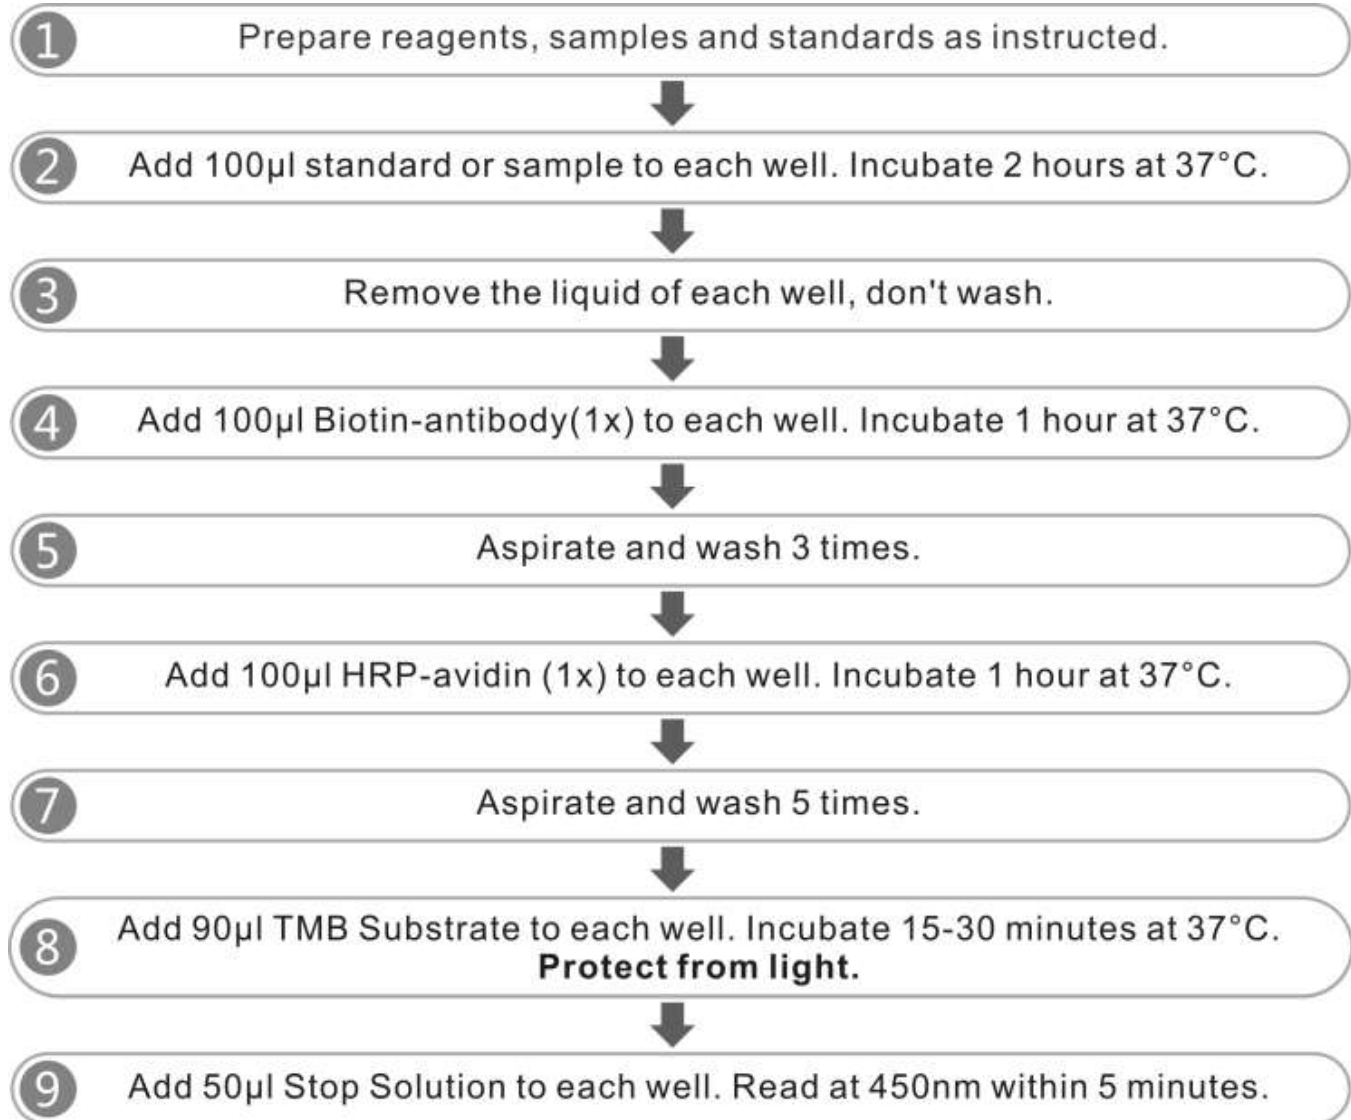 1 Prepare reagents, samples and standards as instructed.
2 Add 100µl standard or sample to each well. Incubate 2 hours at 37°C.
3 Remove the liquid of each well, don't wash.
4 Add 100µl Biotin-antibody(1x) to each well. Incubate 1 hour at 37°C.
5 Aspirate and wash 3 times.
6 Add 100µl HRP-avidin (1x) to each well. Incubate 1 hour at 37°C.
7 Aspirate and wash 5 times.
8 Add 90µl TMB Substrate to each well. Incubate 15-30 minutes at 37°C.
Protect from light.
9 Add 50µl Stop Solution to each well. Read at 450nm within 5 minutes.